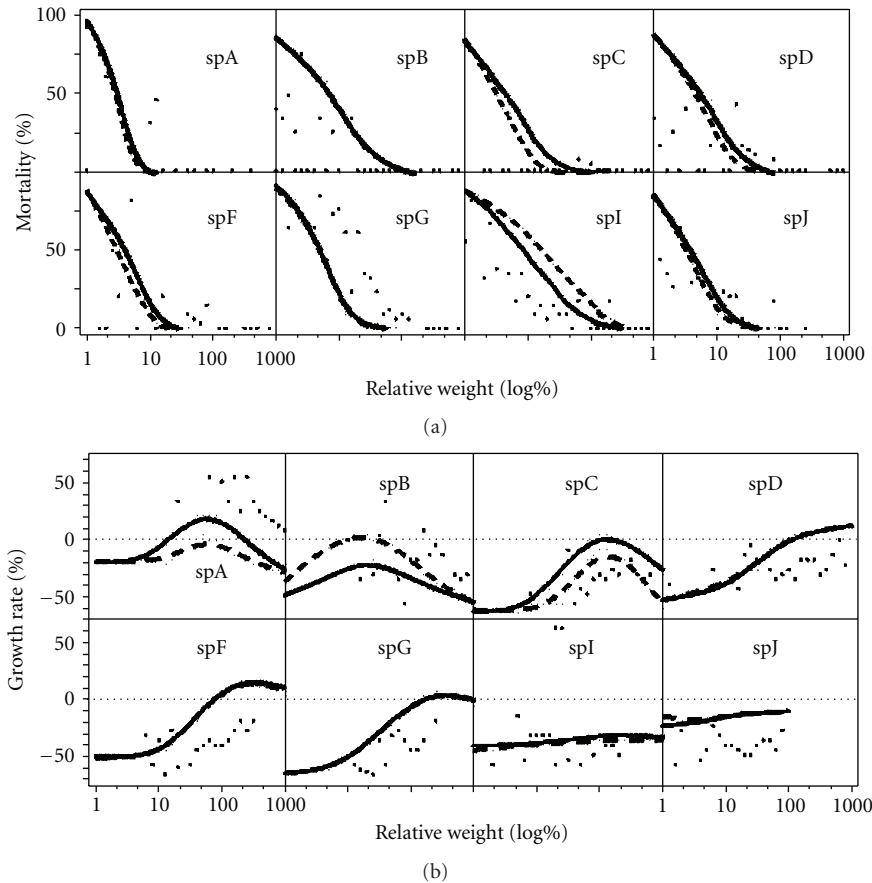 100
50
Mortality (%)
spA
spB
spC
spD
50
0
spF
spG
spI
spJ
1
10
100
1000
1
10
100
1000
Relative weight (log%)
(a)
50
0
−50
Growth rate (%)
spA
spB
spC
spD
50
0
−50
spF
spG
spI
spJ
1
10
100
1000
1
10
100
1000
Relative weight (log%)
(b)